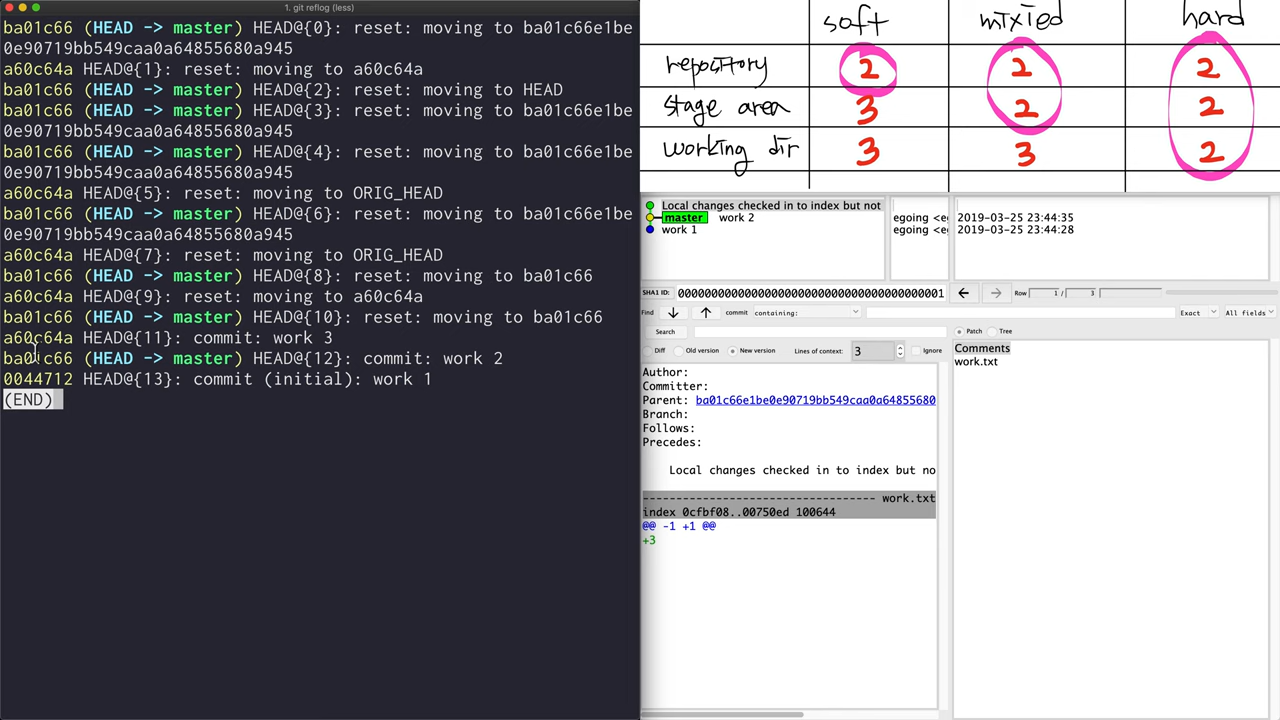 1. git reflog (less)
ba01c66 (HEAD -> master) HEAD@{0}: reset: moving to ba01c66e1be
0e90719bb549caa0a64855680a945
a60c64a HEAD@{1}: reset: moving to a60c64a
ba01c66 (HEAD -> master) HEAD@{2}: reset: moving to HEAD
ba01c66 (HEAD -> master) HEAD@{3}: reset: moving to ba01c66e1be
0e90719bb549caa0a64855680a945
ba01c66 (HEAD -> master) HEAD@{4}: reset: moving to ba01c66e1be
0e90719bb549caa0a64855680a945
a60c64a HEAD@{5}: reset: moving to ORIG_HEAD
ba01c66 (HEAD -> master) HEAD@{6}: reset: moving to ba01c66e1be
0e90719bb549caa0a64855680a945
a60c64a HEAD@{7}: reset: moving to ORIG_HEAD
ba01c66 (HEAD -> master) HEAD@{8}: reset: moving to ba01c66
a60c64a HEAD@{9}: reset: moving to a60c64a
ba01c66 (HEAD -> master) HEAD@{10}: reset: moving to ba01c66
a60c64a HEAD@{11}: commit: work 3
ba01c66 (HEAD -> master) HEAD@{12}: commit: work 2
0044712 HEAD@{13}: commit (initial): work 1
(END)
soft mixied hard
repository 2 2 2
stage area 3 2 2
working dir 3 3 2
Local changes checked in to index but not
master work 2 egoing <eg 2019-03-25 23:44:35
work 1 egoing <eg 2019-03-25 23:44:28
SHA1 ID: 0000000000000000000000000000000000000001 Row 1 / 3
Find commit containing: Exact All fields
Search Patch Tree
Diff Old version New version Lines of context: 3 Ignore
Comments
work.txt
Author:
Committer:
Parent: ba01c66e1be0e90719bb549caa0a64855680
Branch:
Follows:
Precedes:
Local changes checked in to index but no
---------------------------------- work.txt
index 0cfbf08..00750ed 100644
@@ -1 +1 @@
+3